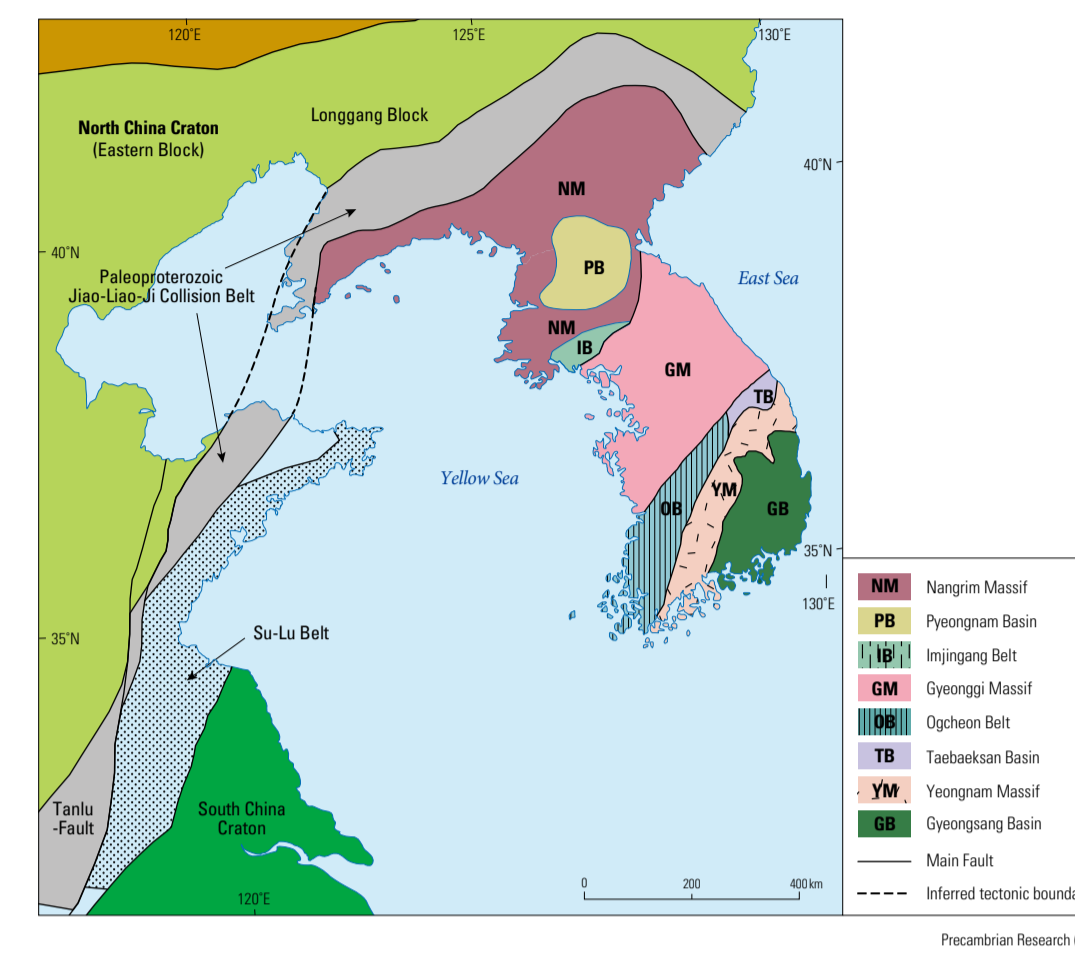 120°E
125°E
130°E
North China Craton
(Eastern Block)
Longgang Block
40°N
40°N
NM
PB
Paleoproterozoic
Jiao-Liao-Ji Collision Belt
East Sea
NM
IB
GM
TB
Yellow Sea
YM
OB
GB
35°N
130°E
35°N
Su-Lu Belt
Tanlu
-Fault
South China
Craton
120°E
0 200 400 km
NM Nangrim Massif
PB Pyeongnam Basin
IB Imjingang Belt
GM Gyeonggi Massif
OB Ogcheon Belt
TB Taebaeksan Basin
YM Yeongnam Massif
GB Gyeongsang Basin
Main Fault
Inferred tectonic bounda
Precambrian Research (